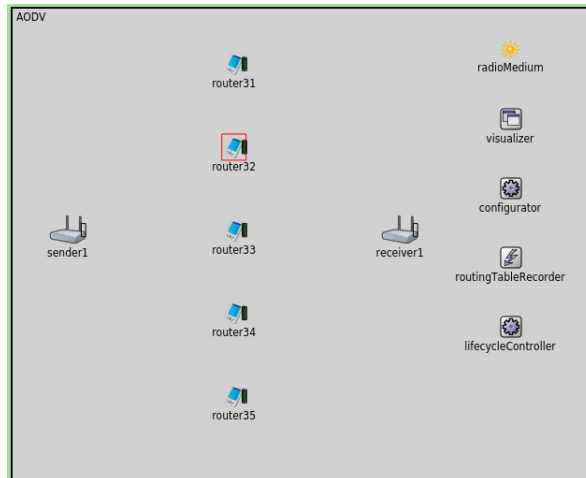 AODV
router31
radioMedium
router32
visualizer
configurator
sender1
router33
receiver1
routingTableRecorder
router34
lifecycleController
router35